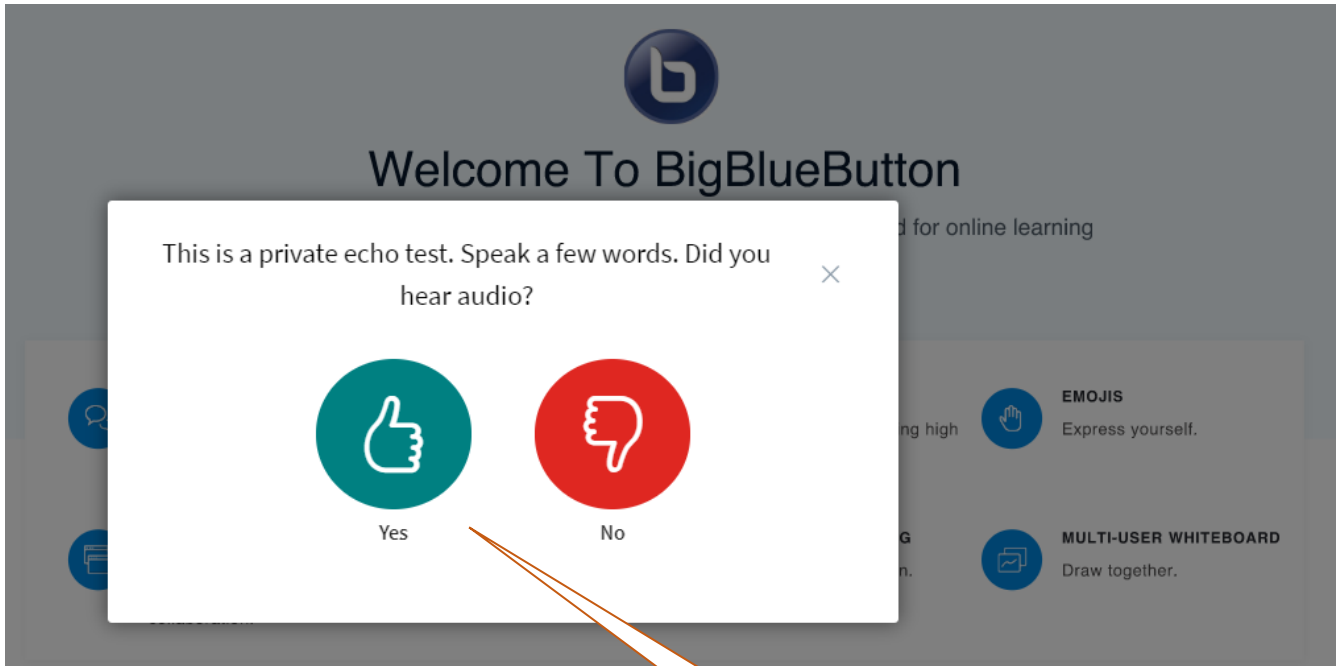 Welcome To BigBlueButton
d for online learning
This is a private echo test. Speak a few words. Did you
hear audio?
Yes
No
ng high
EMOJIS
Express yourself.
G
n.
MULTI-USER WHITEBOARD
Draw together.